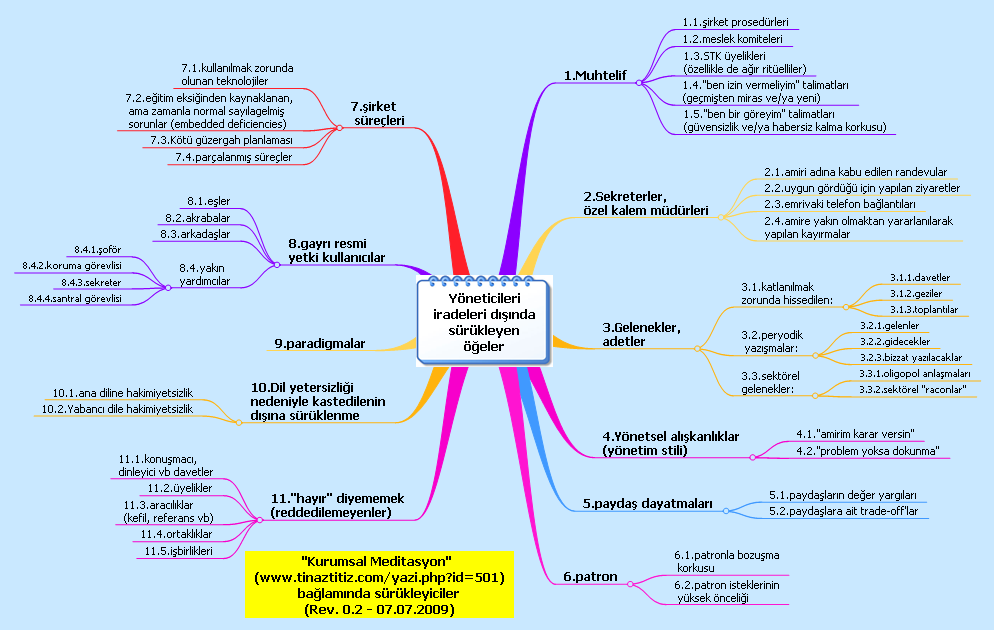 Yöneticileri
iradeleri dışında
sürükleyen
öğeler
1.Muhtelif
1.1.şirket prosedürleri
1.2.meslek komiteleri
1.3.STK üyelikleri
(özellikle de ağır ritüelliler)
1.4."ben izin vermeliyim" talimatları
(geçmişten miras ve/ya yeni)
1.5."ben bir göreyim" talimatları
(güvensizlik ve/ya habersiz kalma korkusu)
2.Sekreterler,
özel kalem müdürleri
2.1.amiri adına kabu edilen randevular
2.2.uygun gördüğü için yapılan ziyaretler
2.3.emrivaki telefon bağlantıları
2.4.amire yakın olmaktan yararlanılarak
yapılan kayırmalar
3.Gelenekler,
adetler
3.1.katlanılmak
zorunda hissedilen:
3.1.1.davetler
3.1.2.geziler
3.1.3.toplantılar
3.2.peryodik
yazışmalar:
3.2.1.gelenler
3.2.2.gidecekler
3.2.3.bizzat yazılacaklar
3.3.sektörel
gelenekler:
3.3.1.oligopol anlaşmaları
3.3.2.sektörel "raconlar"
4.Yönetsel alışkanlıklar
(yönetim stili)
4.1."amirim karar versin"
4.2."problem yoksa dokunma"
5.paydaş dayatmaları
5.1.paydaşların değer yargıları
5.2.paydaşlara ait trade-off'lar
6.patron
6.1.patronla bozuşma
korkusu
6.2.patron isteklerinin
yüksek önceliği
7.şirket
süreçleri
7.1.kullanılmak zorunda
olunan teknolojiler
7.2.eğitim eksiğinden kaynaklanan,
ama zamanla normal sayılagelmiş
sorunlar (embedded deficiencies)
7.3.Kötü güzergah planlaması
7.4.parçalanmış süreçler
8.gayrı resmi
yetki kullanıcılar
8.1.eşler
8.2.akrabalar
8.3.arkadaşlar
8.4.yakın
yardımcılar
8.4.1.şoför
8.4.2.koruma görevlisi
8.4.3.sekreter
8.4.4.santral görevlisi
9.paradigmalar
10.Dil yetersizliği
nedeniyle kastedilenin
dışına sürüklenme
10.1.ana diline hakimiyetsizlik
10.2.Yabancı dile hakimiyetsizlik
11."hayır" diyememek
(reddedilemeyenler)
11.1.konuşmacı,
dinleyici vb davetler
11.2.üyelikler
11.3.aracılıklar
(kefil, referans vb)
11.4.ortaklıklar
11.5.işbirlikleri
"Kurumsal Meditasyon"
(www.tinaztitiz.com/yazi.php?id=501)
bağlamında sürükleyiciler
(Rev. 0.2 - 07.07.2009)